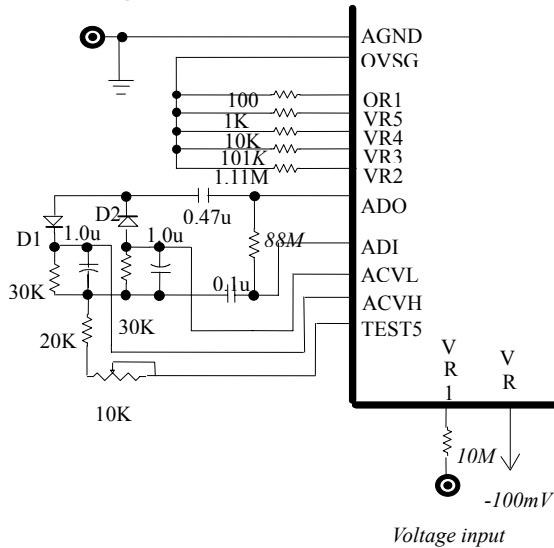 AGND
OVSG
OR1
100
VR5
1K
VR4
10K
VR3
101K
VR2
1.11M
ADO
0.47u
D2
88M
D1
1.0u
1.0u
ADI
0.1u
ACVL
30K
ACVH
30K
TEST5
20K
10K
V
R
1
V
R
10M
-100mV
Voltage input